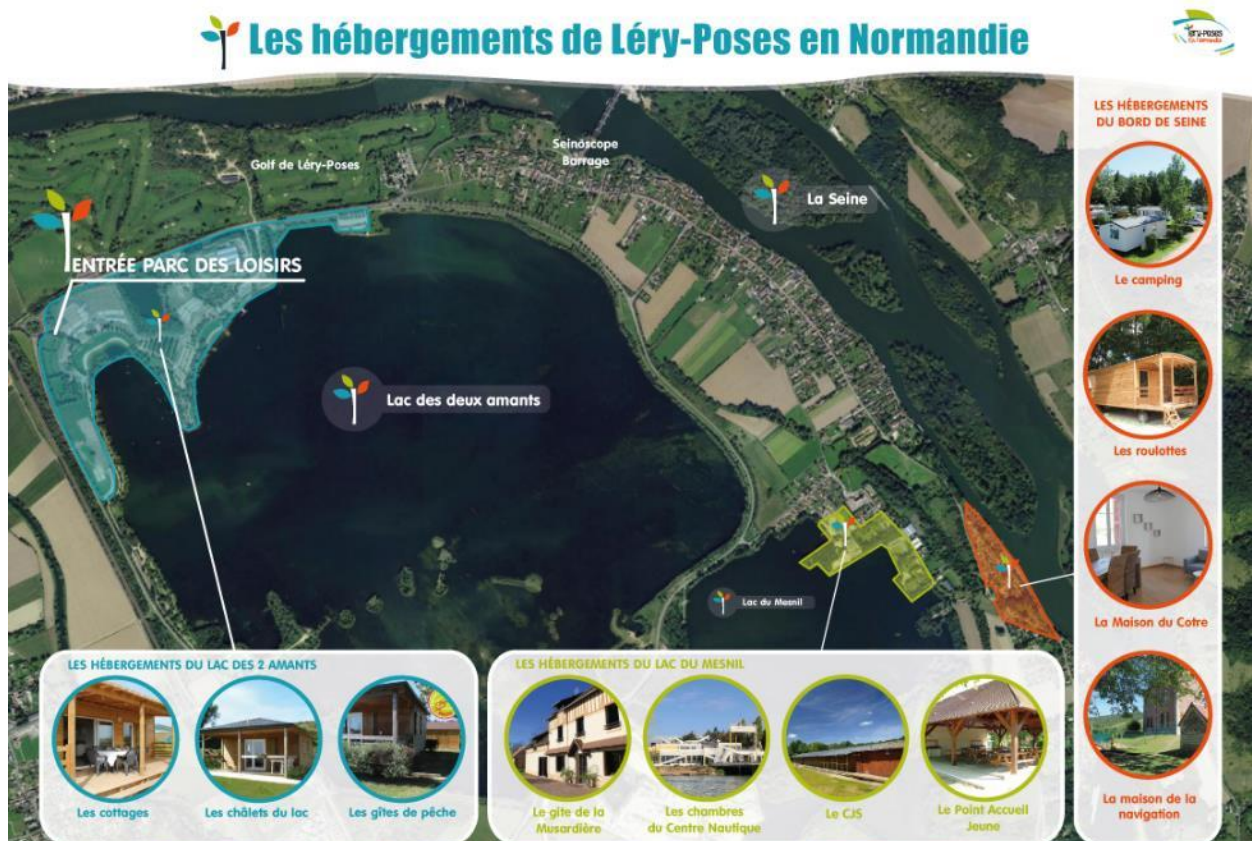 Les hébergements de Léry-Poses en Normandie
léry-poses
en Normandie
Golf de Léry-Poses
Seinoscope
Barrage
La Seine
ENTRÉE PARC DES LOISIRS
Lac des deux amants
Lac du Mesnil
LES HÉBERGEMENTS DU LAC DES 2 AMANTS
Les cottages
Les châlets du lac
Les gîtes de pêche
LES HÉBERGEMENTS DU LAC DU MESNIL
Le gîte de la
Musardière
Les chambres
du Centre Nautique
Le CJS
Le Point Accueil
Jeune
LES HÉBERGEMENTS
DU BORD DE SEINE
Le camping
Les roulottes
La Maison du Cotre
La maison de la
navigation